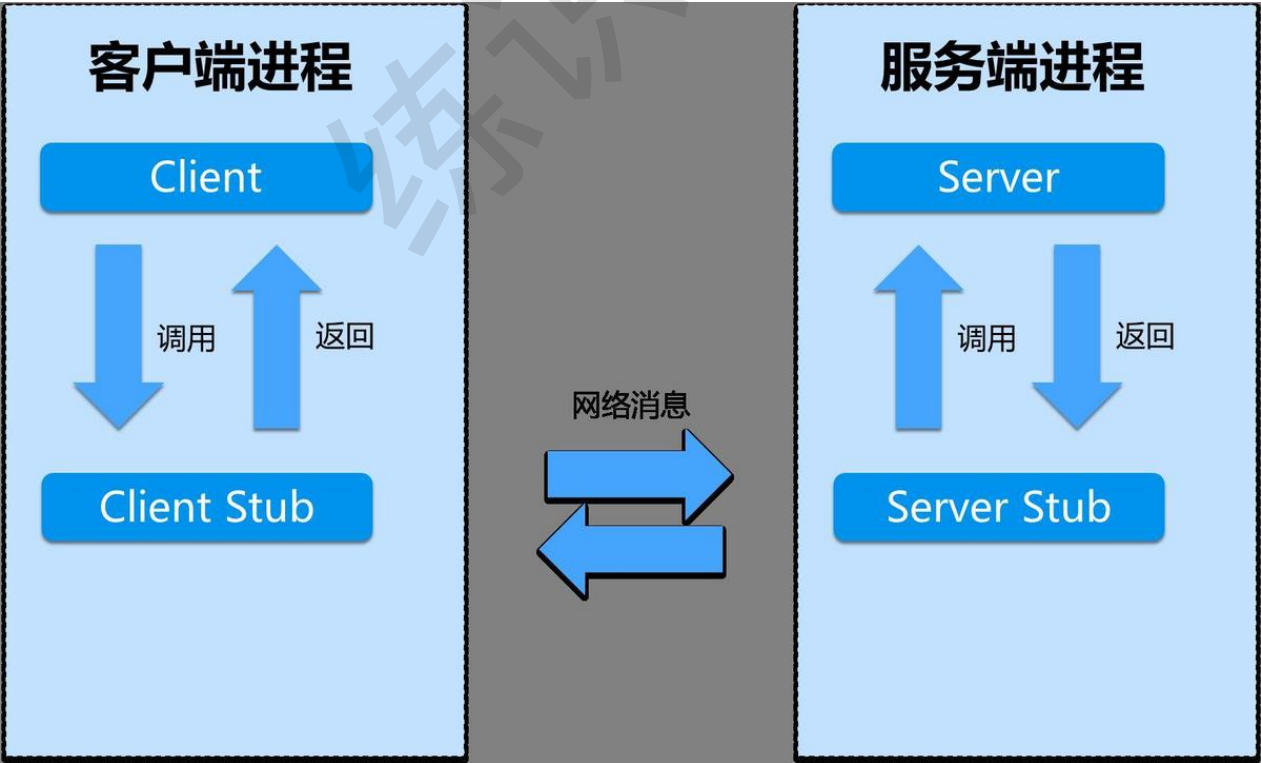 客户端进程
Client
调用
返回
Client Stub
网络消息
服务端进程
Server
调用
返回
Server Stub
练